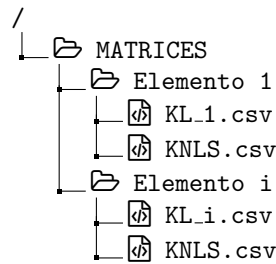 /
MATRICES
Elemento 1
KL_1.csv
KNLS.csv
Elemento i
KL_i.csv
KNLS.csv